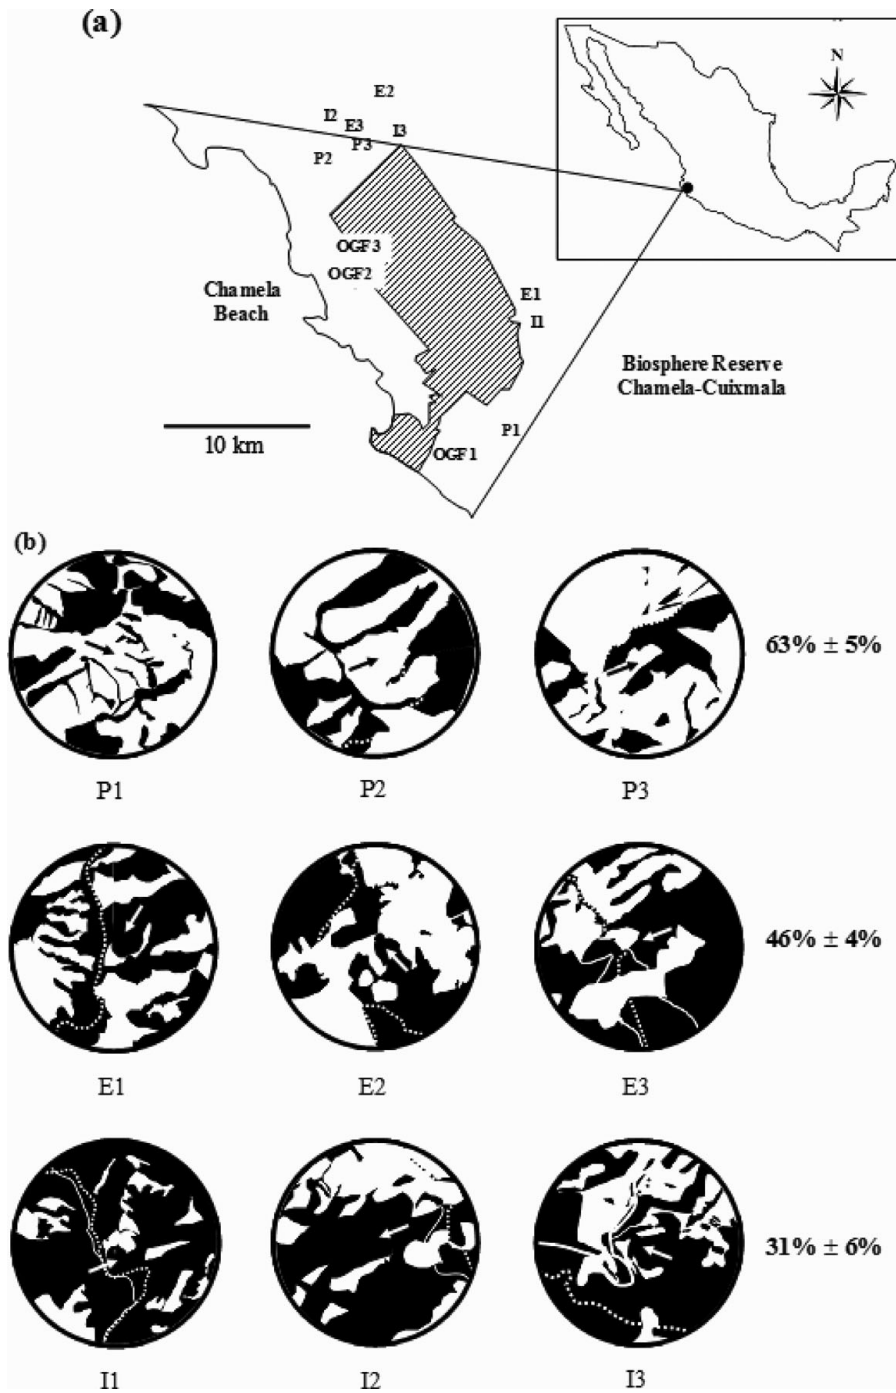 (a)
N
E2
I2
E3
I3
P3
P2
OGF3
OGF2
Chamela
Beach
E1
I1
Biosphere Reserve
Chamela-Cuixmala
10 km
P1
OGF1
(b)
63% ± 5%
P1 P2 P3
46% ± 4%
E1 E2 E3
31% ± 6%
I1 I2 I3